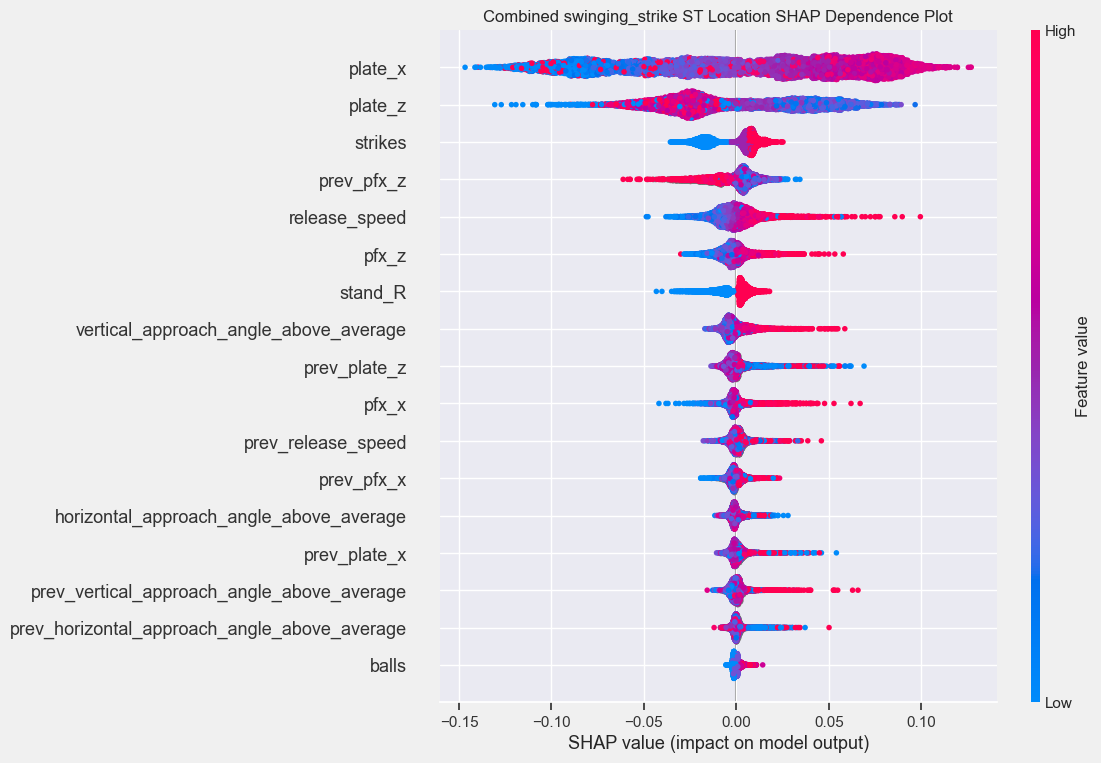 Combined swinging_strike ST Location SHAP Dependence Plot
High
plate_x
plate_z
strikes
prev_pfx_z
release_speed
pfx_z
stand_R
vertical_approach_angle_above_average
prev_plate_z
pfx_x
prev_release_speed
prev_pfx_x
horizontal_approach_angle_above_average
prev_plate_x
prev_vertical_approach_angle_above_average
prev_horizontal_approach_angle_above_average
balls
Feature value
Low
−0.15 −0.10 −0.05 0.00 0.05 0.10
SHAP value (impact on model output)